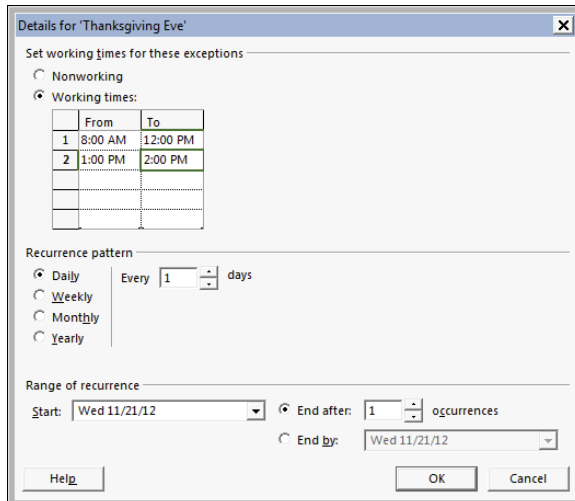 Details for 'Thanksgiving Eve'
Set working times for these exceptions
Nonworking
Working times:
From To
1 8:00 AM 12:00 PM
2 1:00 PM 2:00 PM
Recurrence pattern
Daily Every 1 days
Weekly
Monthly
Yearly
Range of recurrence
Start: Wed 11/21/12 End after: 1 occurrences
End by: Wed 11/21/12
Help OK Cancel